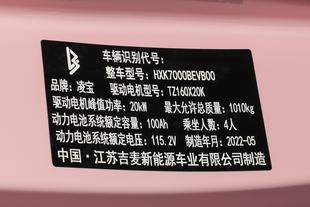 车辆识别代号:
整车型号: HXK7000BEVB00
品牌: 凌宝 驱动电机型号: TZ160X20K
驱动电机峰值功率: 20kW 最大允许总质量: 1010kg
动力电池系统额定容量: 100Ah 乘坐人数: 4人
动力电池系统额定电压: 115.2V 制造年月: 2022-05
中国·江苏吉麦新能源车业有限公司制造